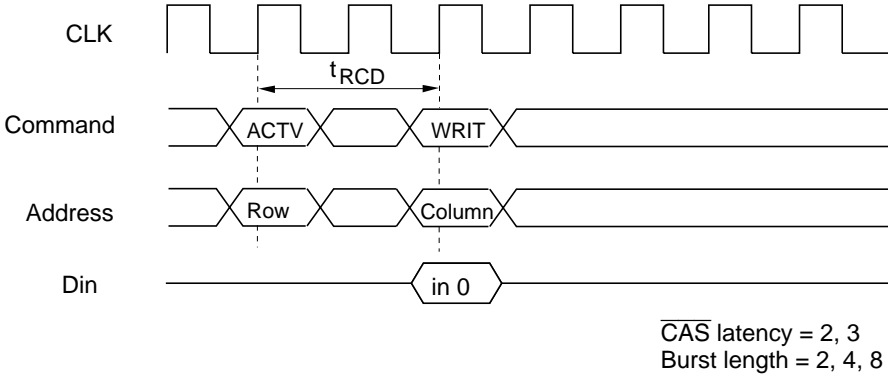 CLK
tRCD
Command ACTV WRIT
Address Row Column
Din in 0
CAS latency = 2, 3
Burst length = 2, 4, 8